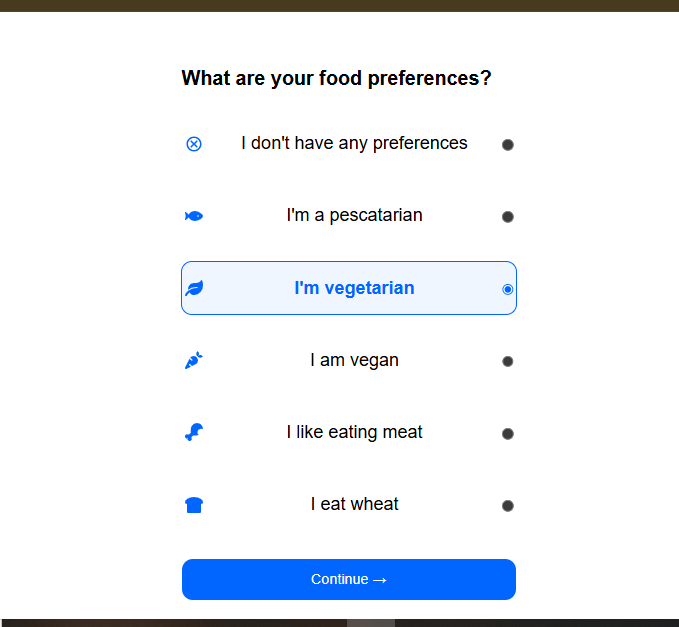 What are your food preferences?
I don't have any preferences
I'm a pescatarian
I'm vegetarian
I am vegan
I like eating meat
I eat wheat
Continue →